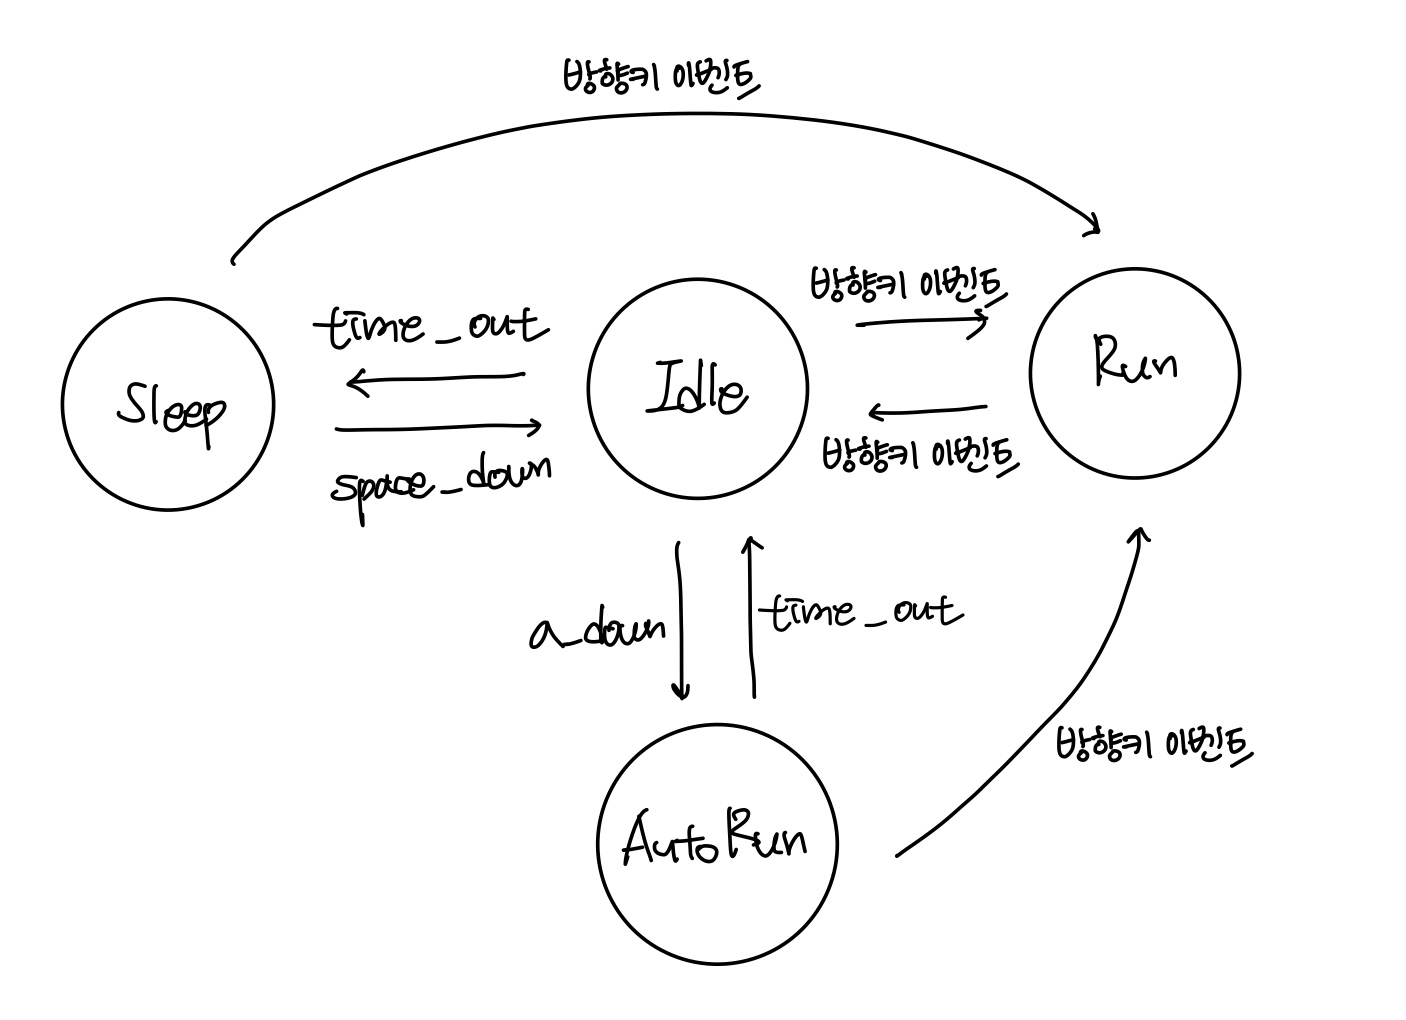 방향키 이벤트
time_out
space_down
Sleep
Idle
방향키 이벤트
방향키 이벤트
Run
a_down
time_out
방향키 이벤트
AutoRun